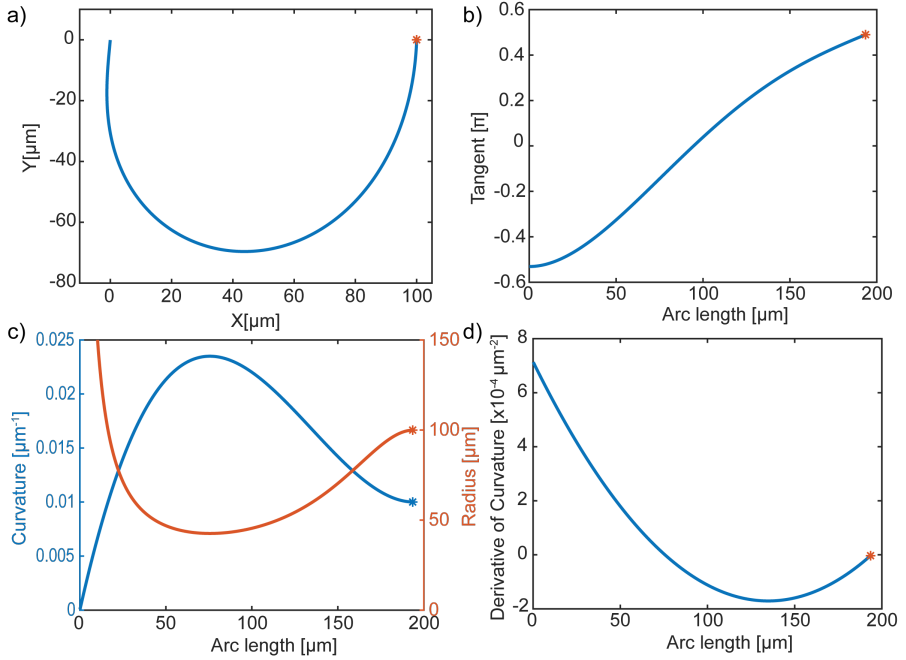 a)
0
-20
-40
-60
-80
Y[µm]
0 20 40 60 80 100
X[µm]
b)
0.6
0.4
0.2
0
-0.2
-0.4
-0.6
Tangent [π]
0 50 100 150 200
Arc length [µm]
c)
0.025
0.02
0.015
0.01
0.005
0
Curvature [µm⁻¹]
150
100
50
0
Radius [µm]
0 50 100 150 200
Arc length [µm]
d)
8
6
4
2
0
-2
Derivative of Curvature [x10⁻⁴ µm⁻²]
0 50 100 150 200
Arc length [µm]